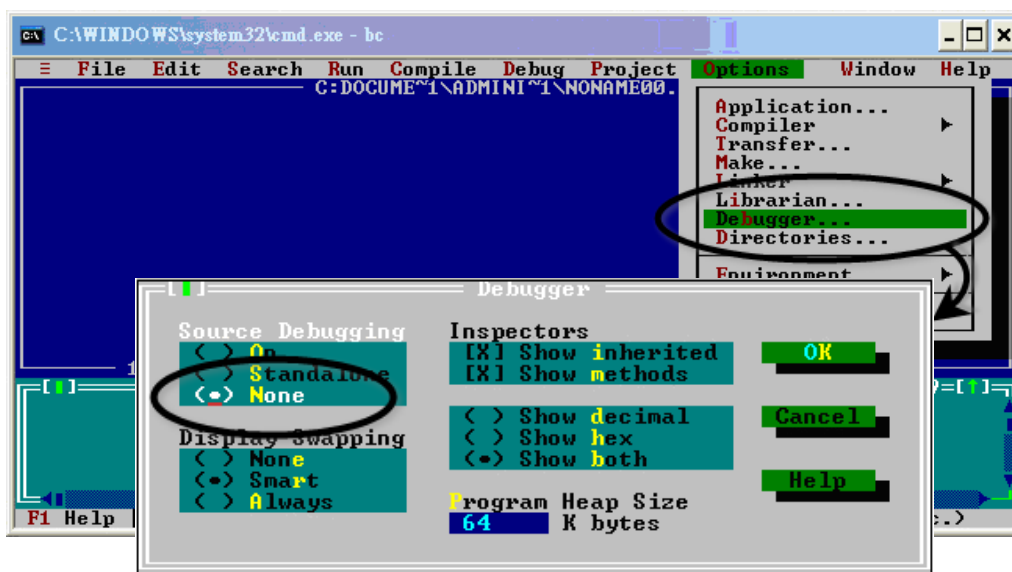 C:\WINDOWS\system32\cmd.exe - bc
≡ File Edit Search Run Compile Debug Project Options Window Help
C:DOCUME~1\ADMINI~1\NONAME00.
Application...
Compiler
Transfer...
Make...
Linker
Librarian...
Debugger...
Directories...
Environment
Debugger
Source Debugging
( ) On
( ) Standalone
(•) None
Display Swapping
( ) None
(•) Smart
( ) Always
Inspectors
[X] Show inherited
[X] Show methods
( ) Show decimal
( ) Show hex
(•) Show both
Program Heap Size
64 K bytes
OK
Cancel
Help
F1 Help